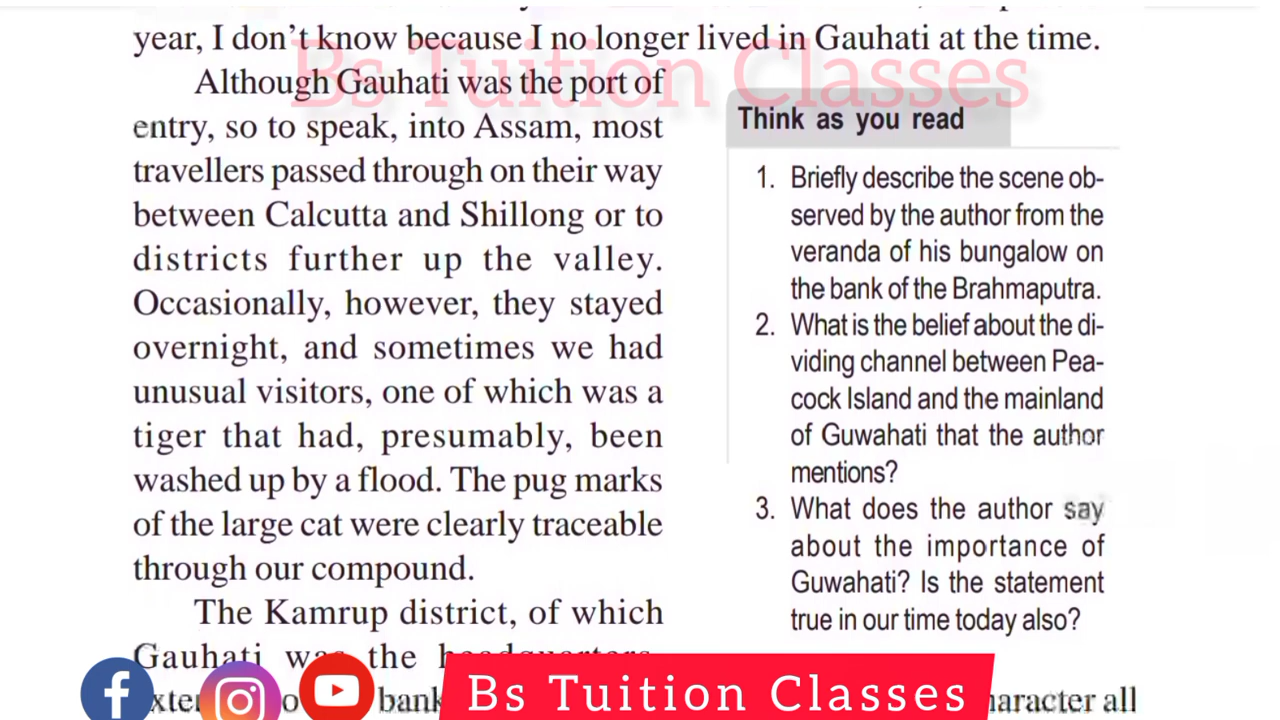 year, I don't know because I no longer lived in Gauhati at the time.
Bs Tuition Classes
Although Gauhati was the port of
entry, so to speak, into Assam, most
travellers passed through on their way
between Calcutta and Shillong or to
districts further up the valley.
Occasionally, however, they stayed
overnight, and sometimes we had
unusual visitors, one of which was a
tiger that had, presumably, been
washed up by a flood. The pug marks
of the large cat were clearly traceable
through our compound.
The Kamrup district, of which
Gauhati was the headquarters,
bank
haracter all
Think as you read
1. Briefly describe the scene ob-
served by the author from the
veranda of his bungalow on
the bank of the Brahmaputra.
2. What is the belief about the di-
viding channel between Pea-
cock Island and the mainland
of Guwahati that the author
mentions?
3. What does the author say
about the importance of
Guwahati? Is the statement
true in our time today also?
Bs Tuition Classes